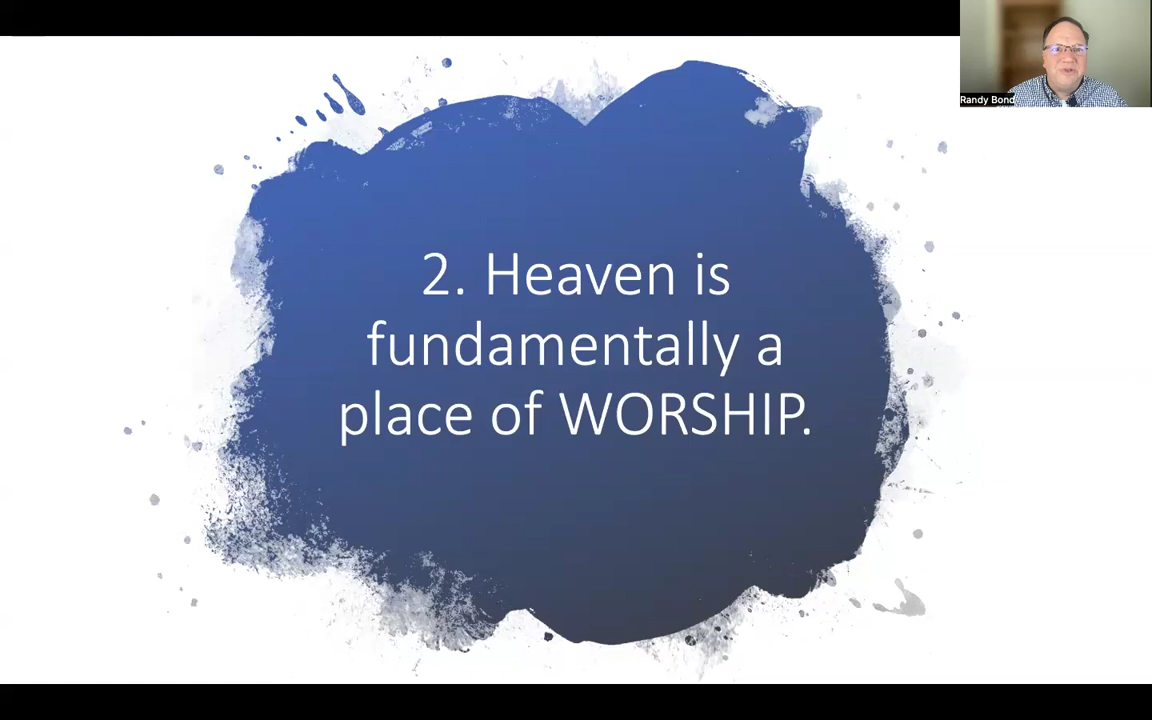 Randy Bond
2. Heaven is
fundamentally a
place of WORSHIP.